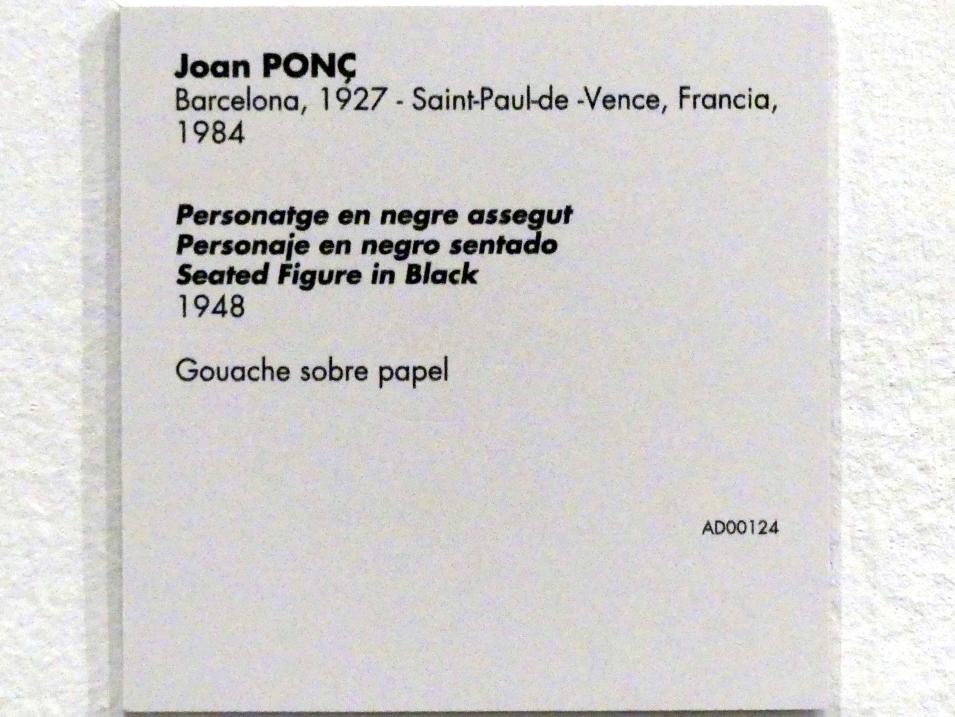 Joan PONÇ
Barcelona, 1927 - Saint-Paul-de -Vence, Francia,
1984
Personatge en negre assegut
Personaje en negro sentado
Seated Figure in Black
1948
Gouache sobre papel
AD00124